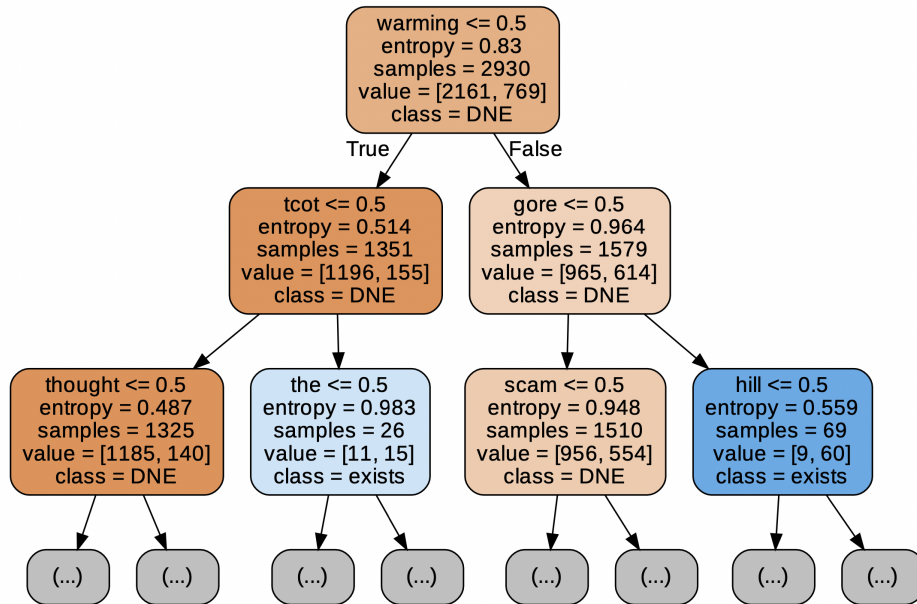 warming <= 0.5
entropy = 0.83
samples = 2930
value = [2161, 769]
class = DNE
True
False
tcot <= 0.5
entropy = 0.514
samples = 1351
value = [1196, 155]
class = DNE
gore <= 0.5
entropy = 0.964
samples = 1579
value = [965, 614]
class = DNE
thought <= 0.5
entropy = 0.487
samples = 1325
value = [1185, 140]
class = DNE
the <= 0.5
entropy = 0.983
samples = 26
value = [11, 15]
class = exists
scam <= 0.5
entropy = 0.948
samples = 1510
value = [956, 554]
class = DNE
hill <= 0.5
entropy = 0.559
samples = 69
value = [9, 60]
class = exists
(...)
(...)
(...)
(...)
(...)
(...)
(...)
(...)